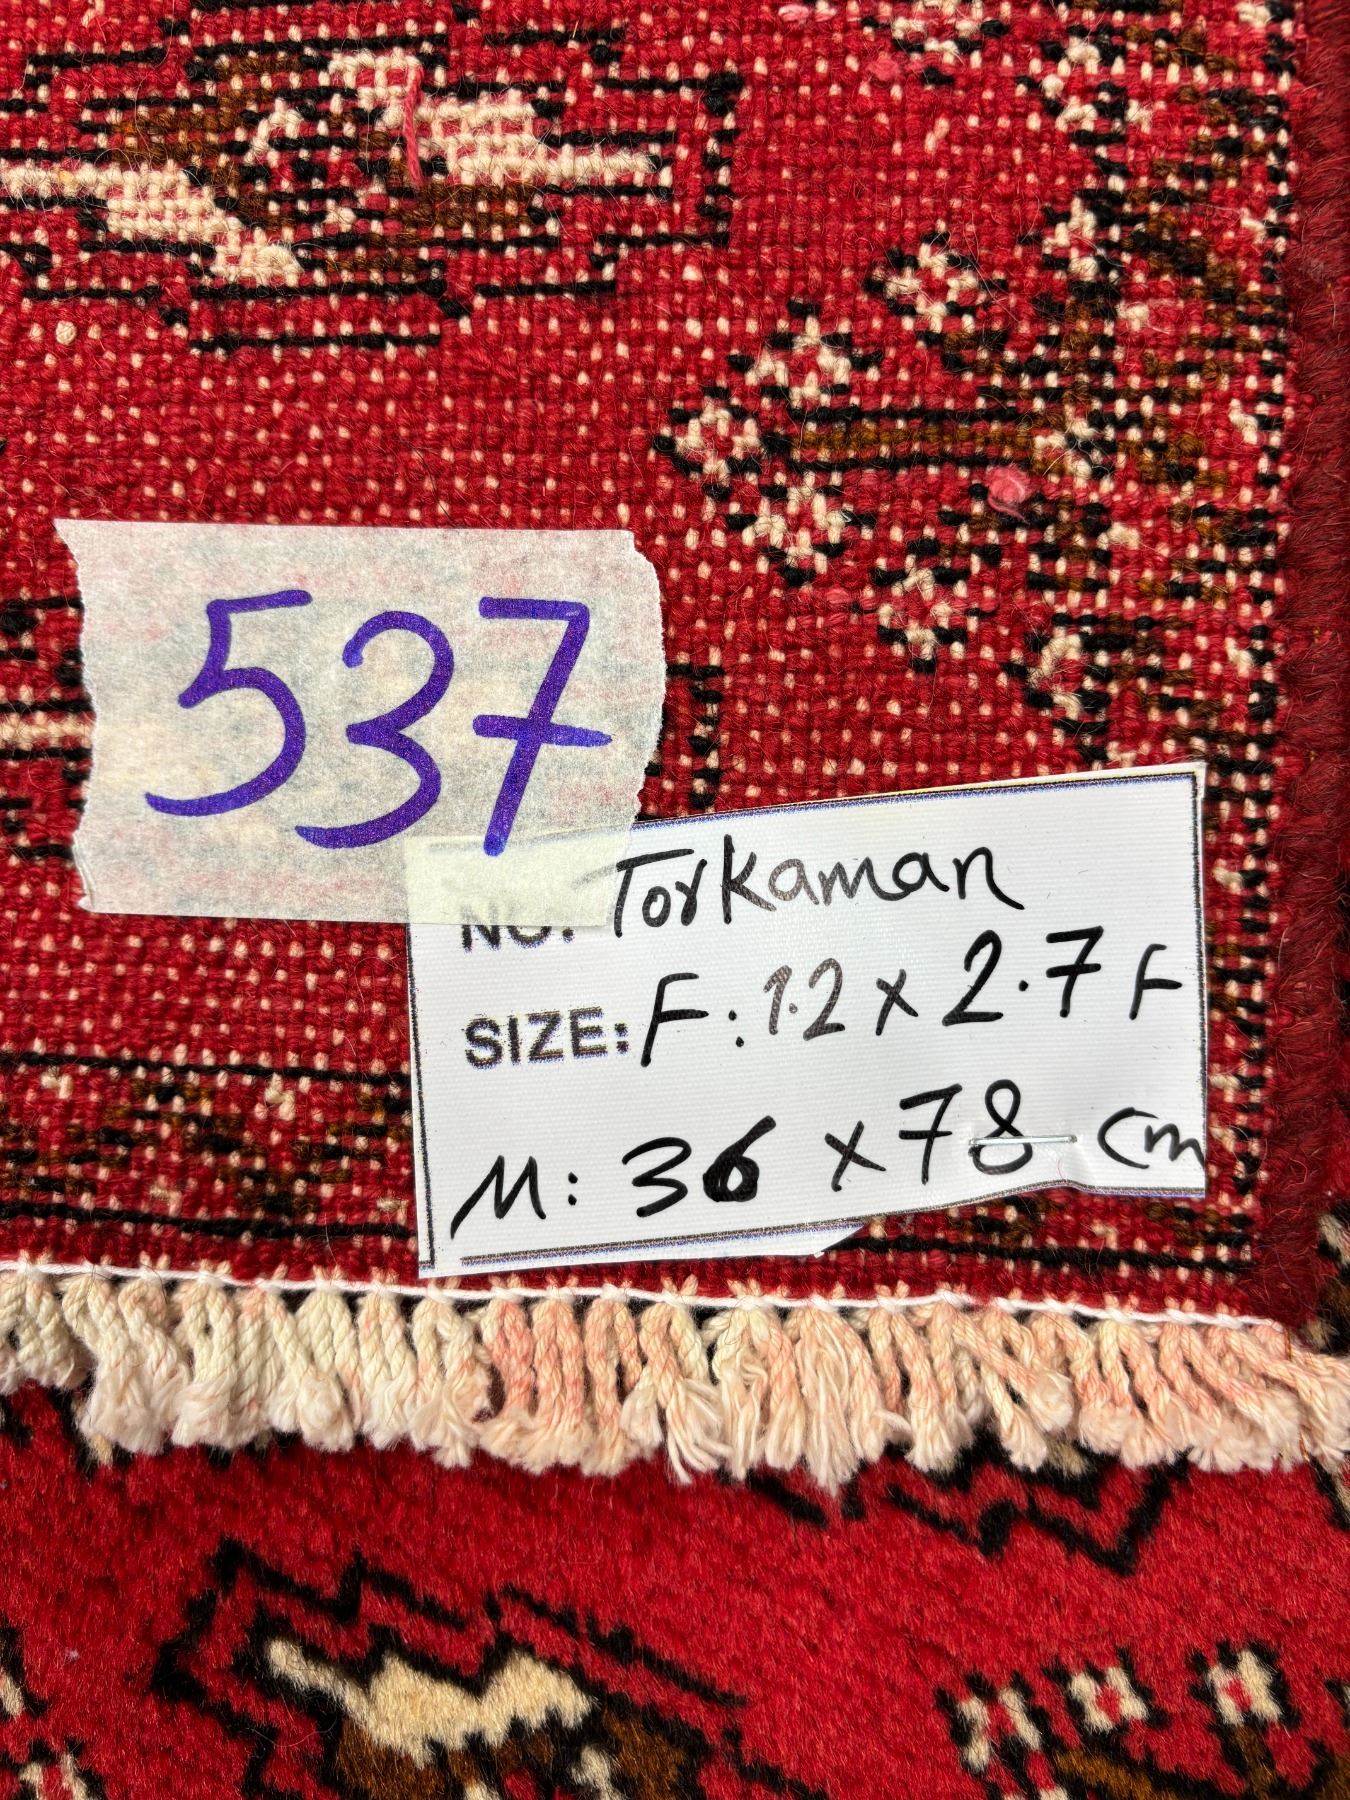 537
NO: Torkaman
SIZE: F: 1.2 x 2.7 F
M: 36 x 78 cm